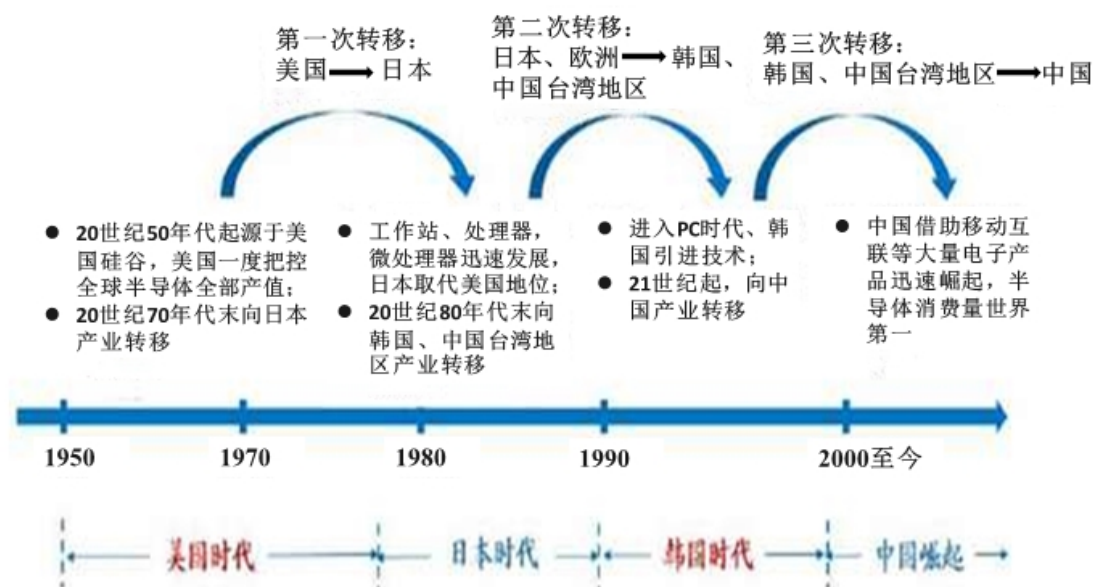 第一次转移：
美国→日本
第二次转移：
日本、欧洲→韩国、
中国台湾地区
第三次转移：
韩国、中国台湾地区→中国
● 20世纪50年代起源于美
国硅谷，美国一度把控
全球半导体全部产值；
● 20世纪70年代末向日本
产业转移
● 工作站、处理器，
微处理器迅速发展，
日本取代美国地位；
● 20世纪80年代末向
韩国、中国台湾地
区产业转移
● 进入PC时代、韩
国引进技术；
● 21世纪起，向中
国产业转移
● 中国借助移动互
联等大量电子产
品迅速崛起，半
导体消费量世界
第一
1950
1970
1980
1990
2000至今
美国时代
日本时代
韩国时代
中国崛起